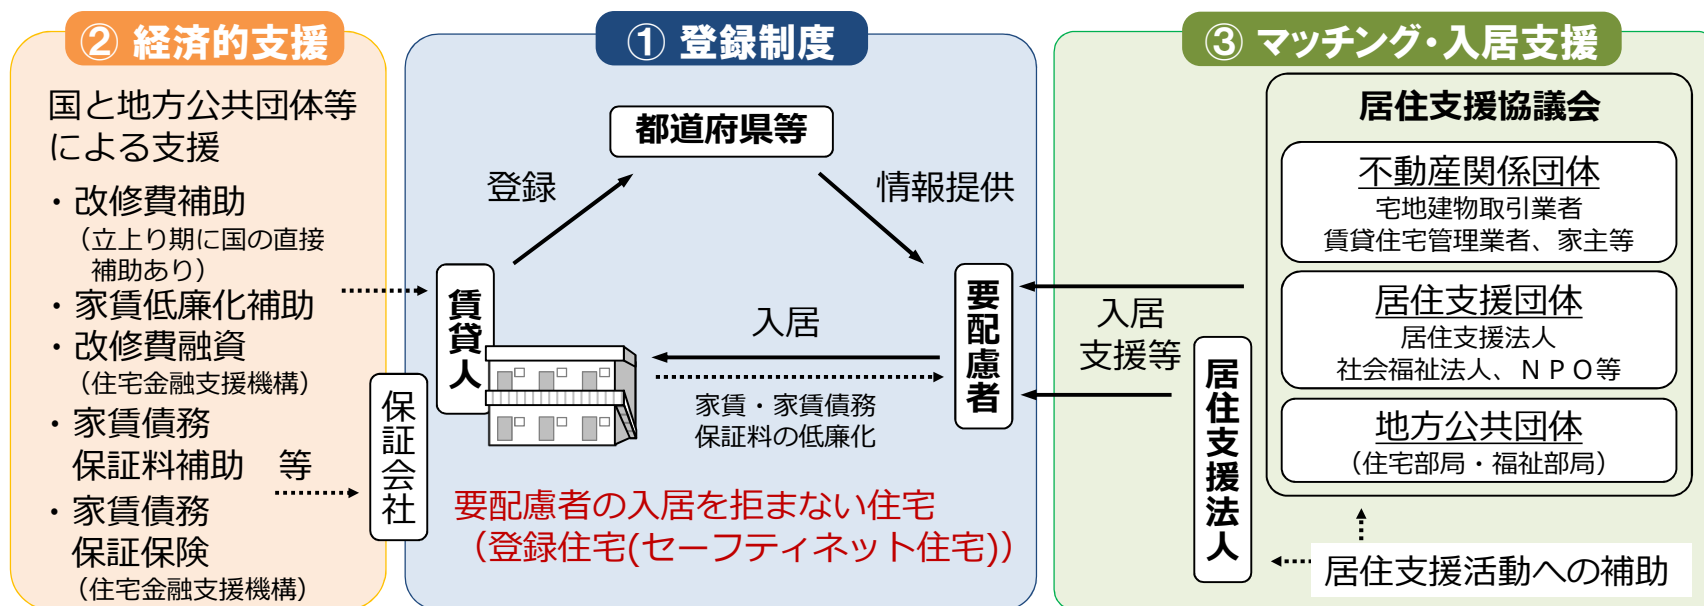 ② 経済的支援
国と地方公共団体等
による支援
・改修費補助
（立上り期に国の直接
補助あり）
・家賃低廉化補助
・改修費融資
（住宅金融支援機構）
・家賃債務
保証料補助　等
・家賃債務
保証保険
（住宅金融支援機構）
保証会社
① 登録制度
都道府県等
登録
情報提供
賃貸人
要配慮者
入居
家賃・家賃債務
保証料の低廉化
要配慮者の入居を拒まない住宅
（登録住宅(セーフティネット住宅)）
③ マッチング・入居支援
入居
支援等
居住支援法人
居住支援協議会
不動産関係団体
宅地建物取引業者
賃貸住宅管理業者、家主等
居住支援団体
居住支援法人
社会福祉法人、ＮＰＯ等
地方公共団体
（住宅部局・福祉部局）
居住支援活動への補助